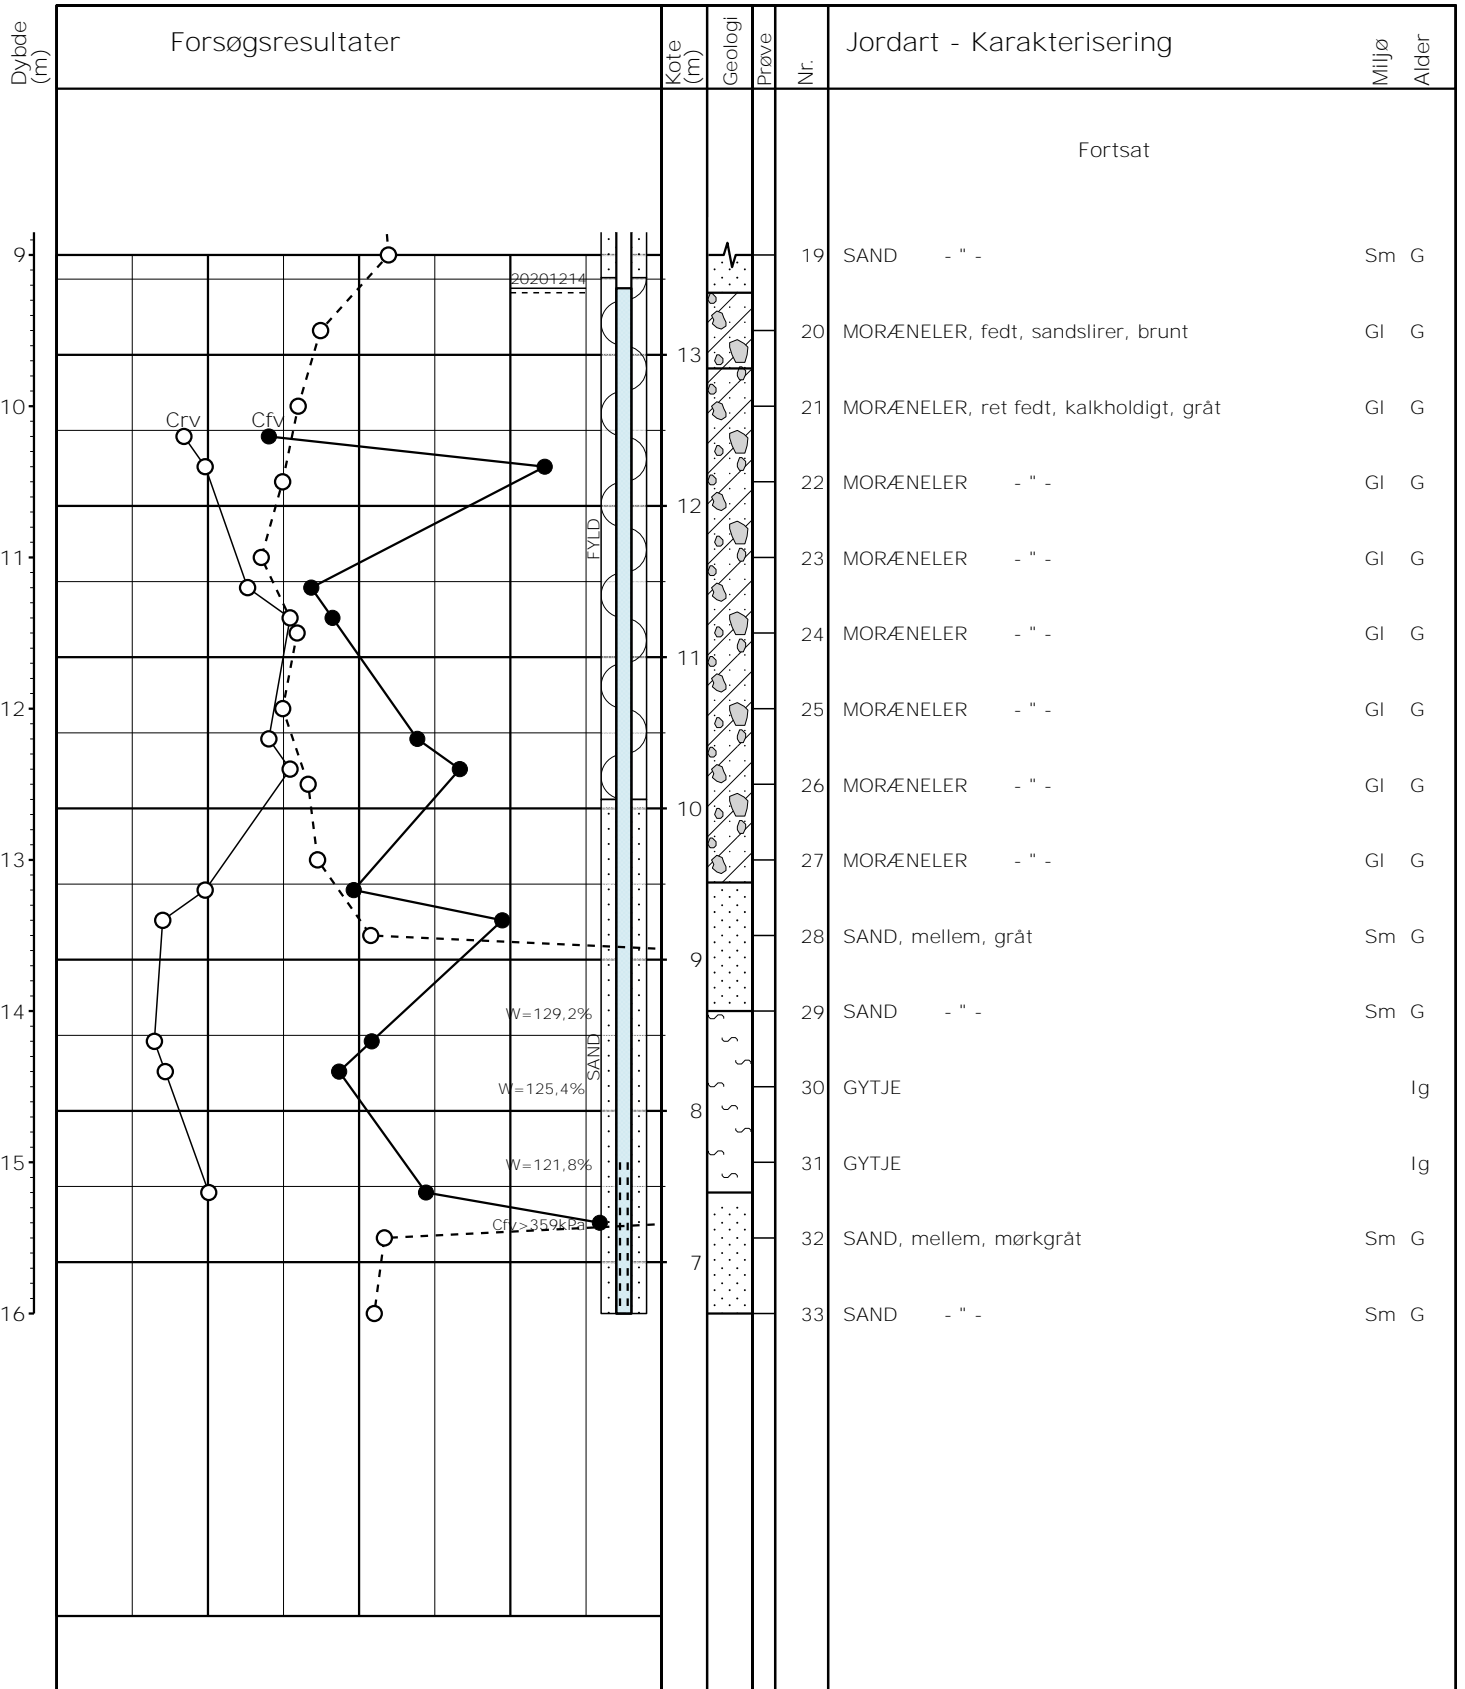 Dybde (m)
Forsøgsresultater
Kote (m)
Geologi
Prøve
Nr.
Jordart - Karakterisering
Miljø
Alder
Fortsat
9
19 SAND - " - Sm G
20201214
20 MORÆNELER, fedt, sandslirer, brunt Gl G
13
10
Crv
Cfv
21 MORÆNELER, ret fedt, kalkholdigt, gråt Gl G
22 MORÆNELER - " - Gl G
12
FYLD
11
23 MORÆNELER - " - Gl G
24 MORÆNELER - " - Gl G
11
12
25 MORÆNELER - " - Gl G
26 MORÆNELER - " - Gl G
10
13
27 MORÆNELER - " - Gl G
28 SAND, mellem, gråt Sm G
9
14
W=129,2%
29 SAND - " - Sm G
SAND
W=125,4%
30 GYTJE Ig
8
15
W=121,8%
31 GYTJE Ig
Cfv>359kPa
32 SAND, mellem, mørkgråt Sm G
7
16
33 SAND - " - Sm G